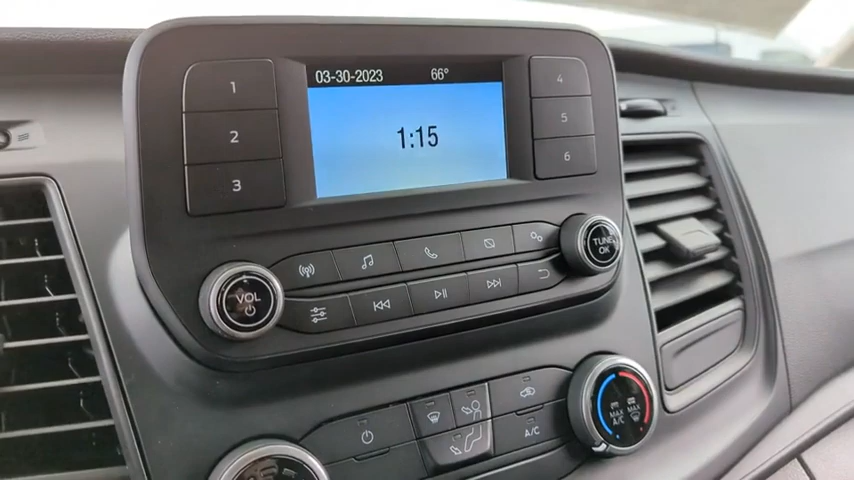 03-30-2023 66°
1:15
1
2
3
4
5
6
VOL
TUNE
OK
MAX
A/C
MAX
A/C